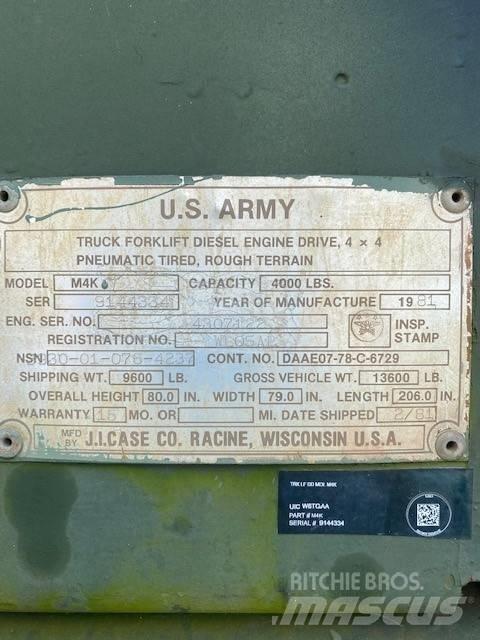 U.S. ARMY
TRUCK FORKLIFT DIESEL ENGINE DRIVE, 4 × 4
PNEUMATIC TIRED, ROUGH TERRAIN
MODEL M4K CAPACITY 4000 LBS.
SER 9144334 YEAR OF MANUFACTURE 1981
ENG. SER. NO. INSP.
REGISTRATION NO. STAMP
NSN 30-01-076-4237 CONT. NO. DAAE07-78-C-6729
SHIPPING WT. 9600 LB. GROSS VEHICLE WT. 13600 LB.
OVERALL HEIGHT 80.0 IN. WIDTH 79.0 IN. LENGTH 206.0 IN.
WARRANTY 15 MO. OR MI. DATE SHIPPED 2/81
MFD BY J.I.CASE CO. RACINE, WISCONSIN U.S.A.
UIC
PART # M4K
SERIAL # 9144334
RITCHIE BROS.
MASCUS